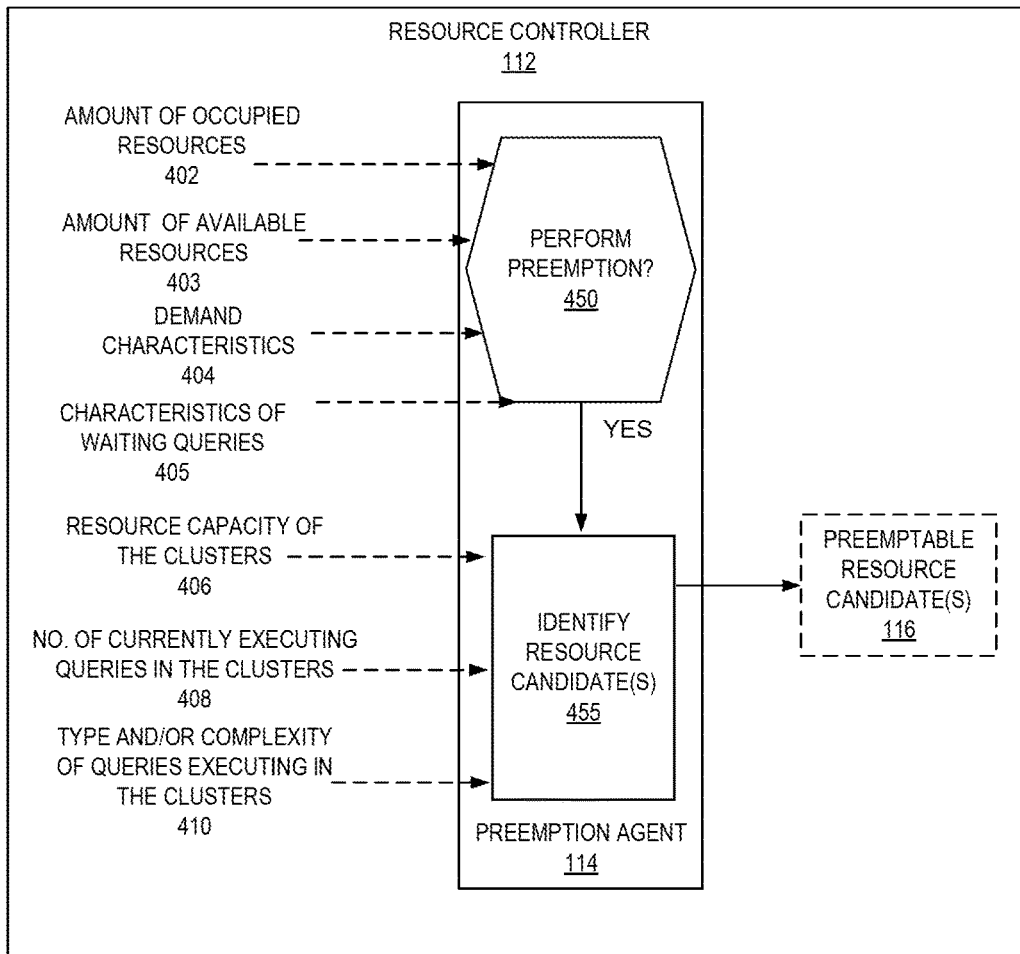 RESOURCE CONTROLLER
112
AMOUNT OF OCCUPIED
RESOURCES
402
AMOUNT OF AVAILABLE
RESOURCES
403
DEMAND
CHARACTERISTICS
404
CHARACTERISTICS OF
WAITING QUERIES
405
PERFORM
PREEMPTION?
450
YES
RESOURCE CAPACITY OF
THE CLUSTERS
406
NO. OF CURRENTLY EXECUTING
QUERIES IN THE CLUSTERS
408
TYPE AND/OR COMPLEXITY
OF QUERIES EXECUTING IN
THE CLUSTERS
410
IDENTIFY
RESOURCE
CANDIDATE(S)
455
PREEMPTION AGENT
114
PREEMPTABLE
RESOURCE
CANDIDATE(S)
116